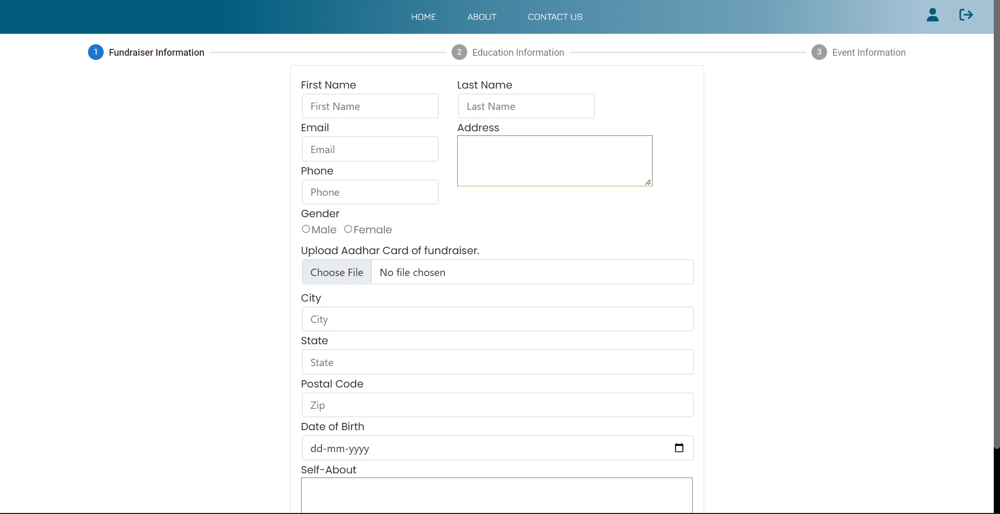 HOME ABOUT CONTACT US
1 Fundraiser Information 2 Education Information 3 Event Information
First Name Last Name
First Name Last Name
Email Address
Email
Phone
Phone
Gender
Male Female
Upload Aadhar Card of fundraiser.
Choose File No file chosen
City
City
State
State
Postal Code
Zip
Date of Birth
dd-mm-yyyy
Self-About